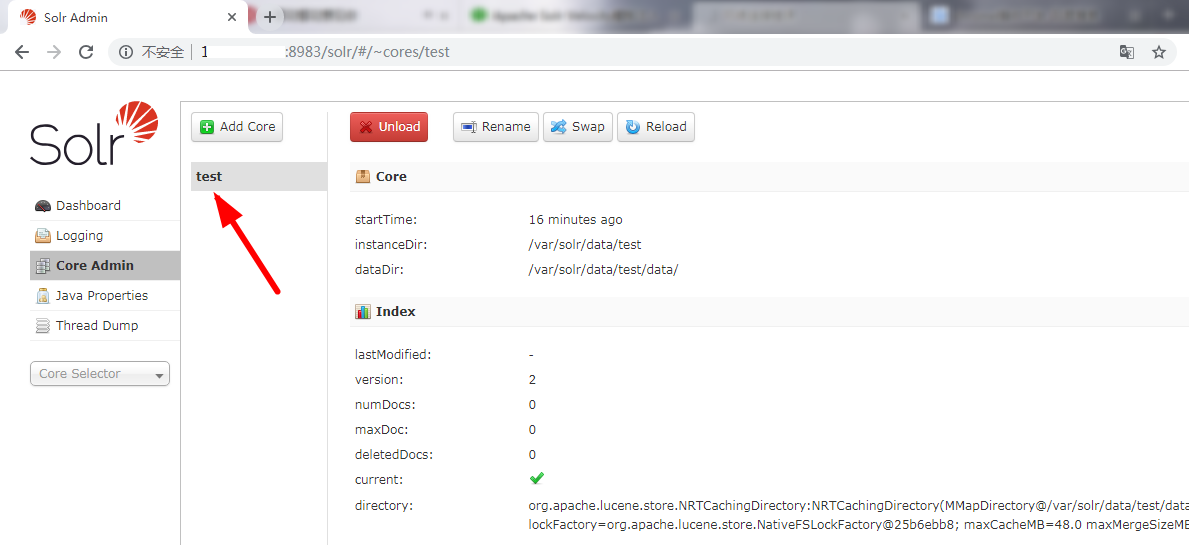 Solr Admin
不安全 1 :8983/solr/#/~cores/test
Solr
Dashboard
Logging
Core Admin
Java Properties
Thread Dump
Core Selector
Add Core
test
Unload Rename Swap Reload
Core
startTime: 16 minutes ago
instanceDir: /var/solr/data/test
dataDir: /var/solr/data/test/data/
Index
lastModified: -
version: 2
numDocs: 0
maxDoc: 0
deletedDocs: 0
current:
directory: org.apache.lucene.store.NRTCachingDirectory:NRTCachingDirectory(MMapDirectory@/var/solr/data/test/data
lockFactory=org.apache.lucene.store.NativeFSLockFactory@25b6ebb8; maxCacheMB=48.0 maxMergeSizeMB